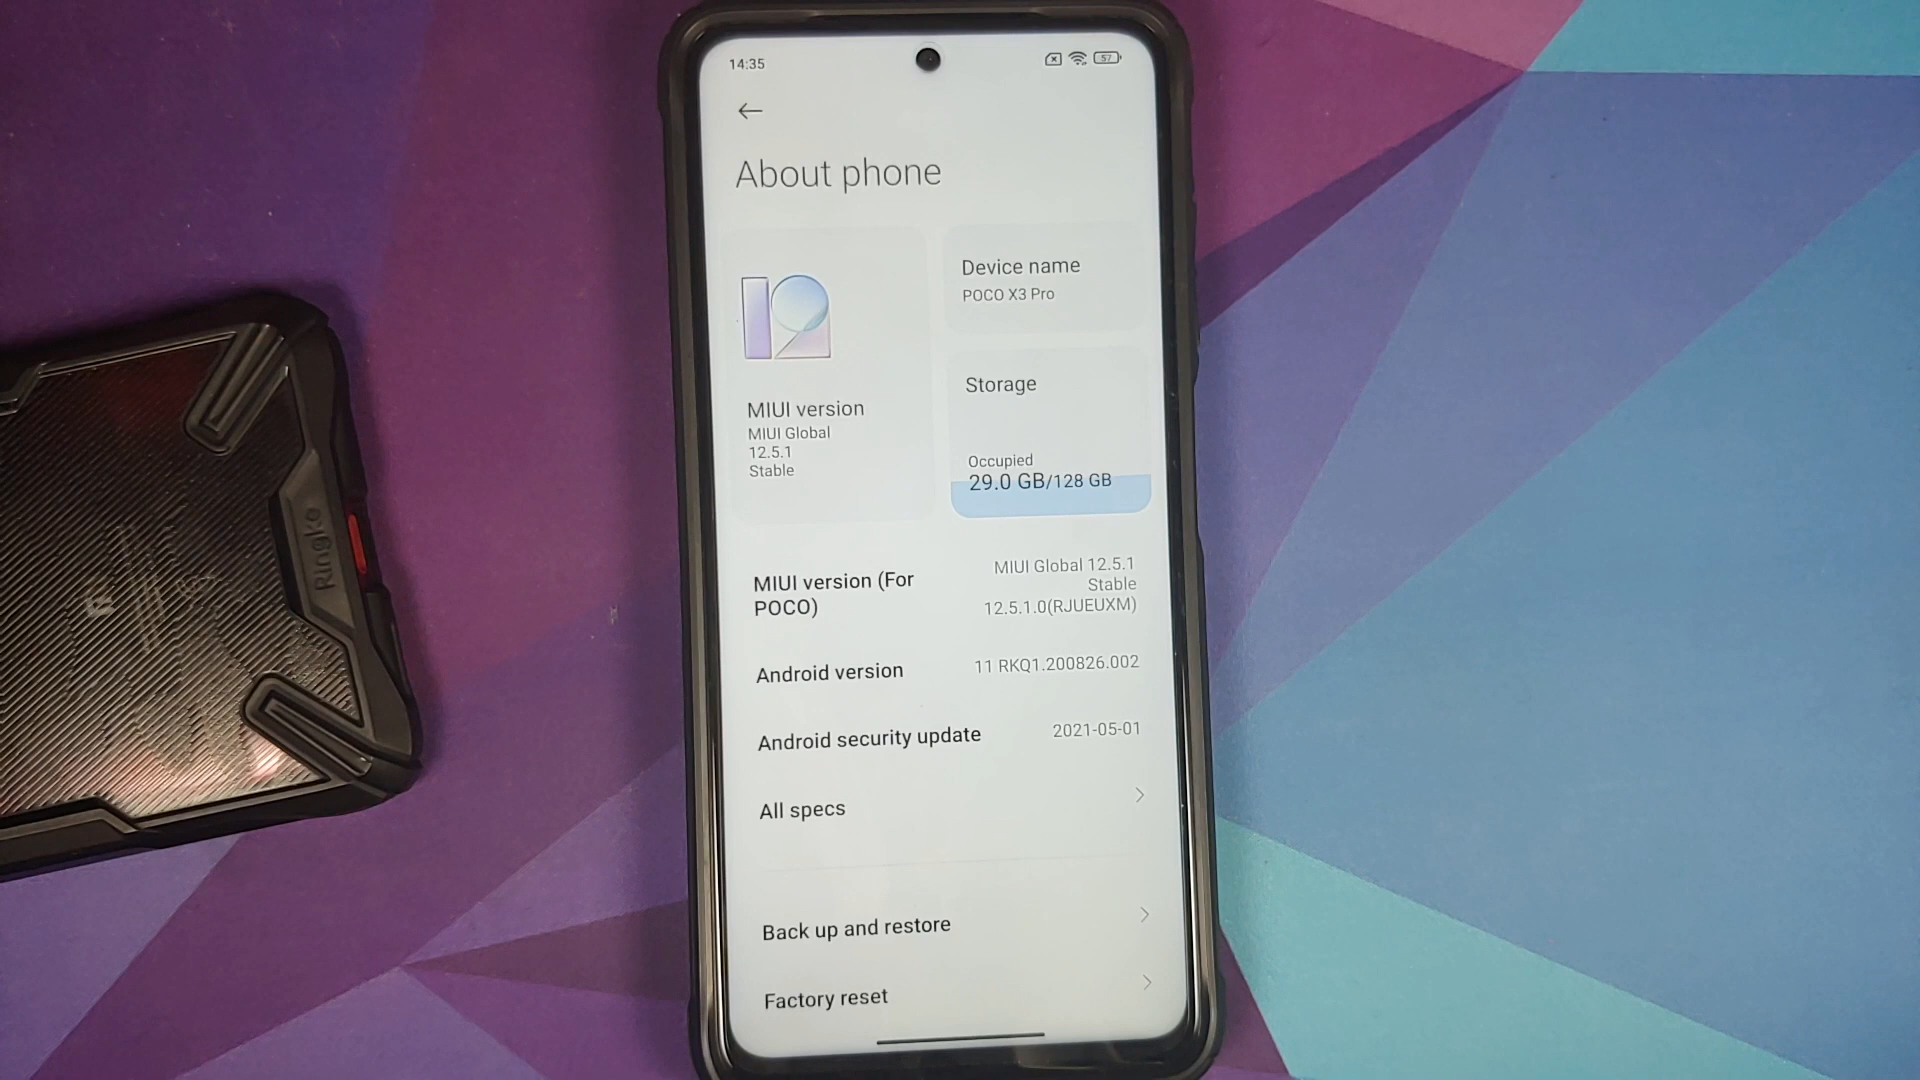 14:35
57
About phone
Device name
POCO X3 Pro
MIUI version
MIUI Global
12.5.1
Stable
Storage
Occupied
29.0 GB/128 GB
MIUI version (For
POCO)
MIUI Global 12.5.1
Stable
12.5.1.0(RJUEUXM)
Android version
11 RKQ1.200826.002
Android security update
2021-05-01
All specs
Back up and restore
Factory reset
Ringke